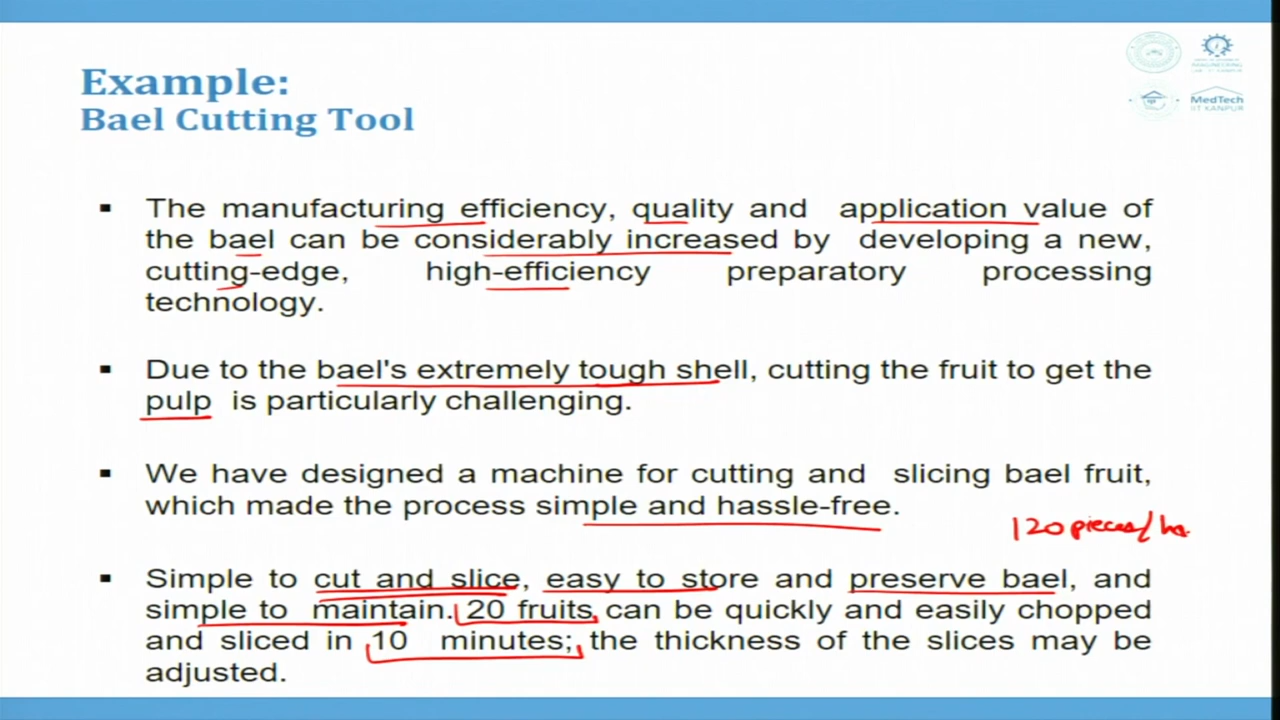 Example:
Bael Cutting Tool
MedTech
IIT KANPUR
▪ The manufacturing efficiency, quality and application value of
the bael can be considerably increased by developing a new,
cutting-edge, high-efficiency preparatory processing
technology.
▪ Due to the bael's extremely tough shell, cutting the fruit to get the
pulp is particularly challenging.
▪ We have designed a machine for cutting and slicing bael fruit,
which made the process simple and hassle-free.
120 pieces/hr.
▪ Simple to cut and slice, easy to store and preserve bael, and
simple to maintain. 20 fruits can be quickly and easily chopped
and sliced in 10 minutes; the thickness of the slices may be
adjusted.